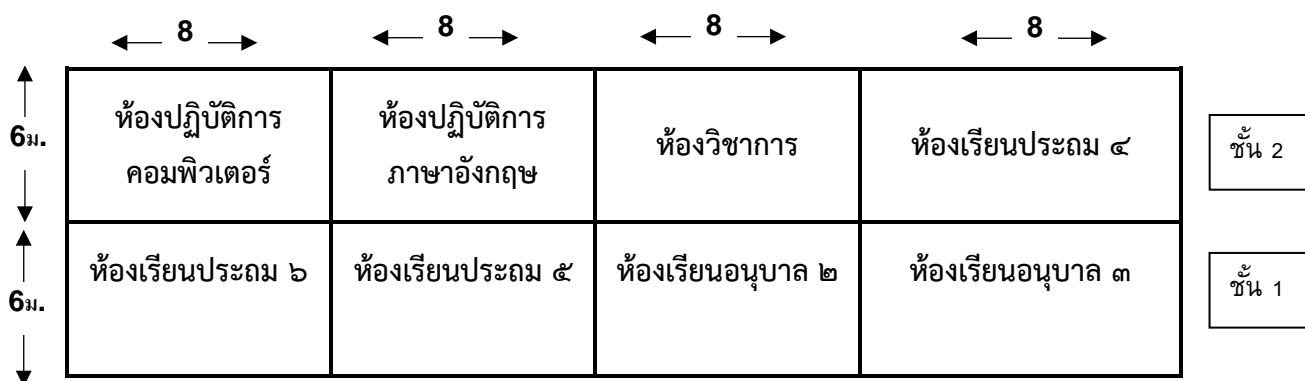 8 8 8 8
6ม. ห้องปฏิบัติการ ห้องปฏิบัติการ ห้องวิชาการ ห้องเรียนประถม ๔ ชั้น 2
คอมพิวเตอร์ ภาษาอังกฤษ
6ม. ห้องเรียนประถม ๖ ห้องเรียนประถม ๕ ห้องเรียนอนุบาล ๒ ห้องเรียนอนุบาล ๓ ชั้น 1